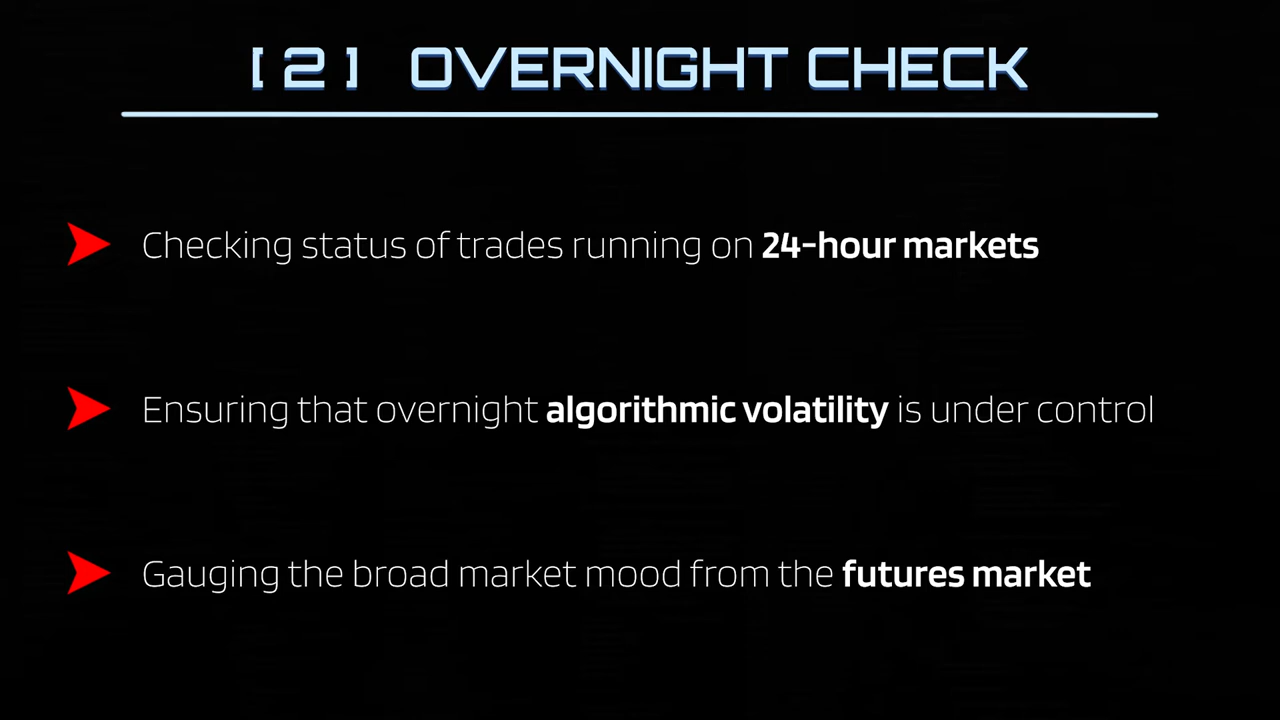 [ 2 ] OVERNIGHT CHECK
Checking status of trades running on 24-hour markets
Ensuring that overnight algorithmic volatility is under control
Gauging the broad market mood from the futures market